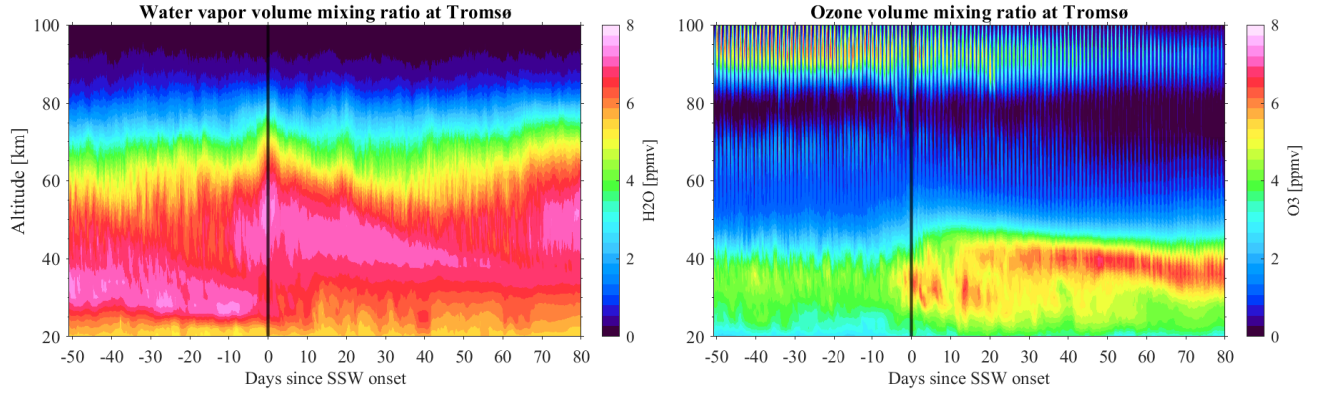 Water vapor volume mixing ratio at Tromsø
100
80
60
40
20
Altitude [km]
-50 -40 -30 -20 -10 0 10 20 30 40 50 60 70 80
Days since SSW onset
8
6
4
2
0
H2O [ppmv]
Ozone volume mixing ratio at Tromsø
100
80
60
40
20
-50 -40 -30 -20 -10 0 10 20 30 40 50 60 70 80
Days since SSW onset
8
6
4
2
0
O3 [ppmv]